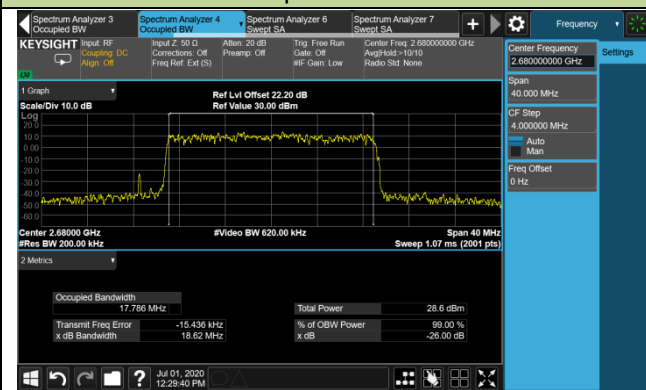 Spectrum Analyzer 3
Occupied BW
Spectrum Analyzer 4
Occupied BW
Spectrum Analyzer 6
Swept SA
Spectrum Analyzer 7
Swept SA
Frequency
KEYSIGHT
Input: RF
Coupling: DC
Align: Off
Input Z: 50 Ω
Corrections: Off
Freq Ref: Ext (S)
Atten: 20 dB
Preamp: Off
Trig: Free Run
Gate: Off
#IF Gain: Low
Center Freq: 2.680000000 GHz
Avg|Hold:>10/10
Radio Std: None
LXI
Center Frequency
2.680000000 GHz
Settings
Span
40.000 MHz
CF Step
4.000000 MHz
Auto
Man
Freq Offset
0 Hz
1 Graph
Scale/Div 10.0 dB
Ref Lvl Offset 22.20 dB
Ref Value 30.00 dBm
Log
20.0
10.0
0.00
-10.0
-20.0
-30.0
-40.0
-50.0
-60.0
Center 2.68000 GHz
#Video BW 620.00 kHz
Span 40 MHz
#Res BW 200.00 kHz
Sweep 1.07 ms (2001 pts)
2 Metrics
Occupied Bandwidth
17.786 MHz
Total Power
28.6 dBm
Transmit Freq Error
-15.436 kHz
% of OBW Power
99.00 %
x dB Bandwidth
18.62 MHz
x dB
-26.00 dB
?
Jul 01, 2020
12:29:40 PM